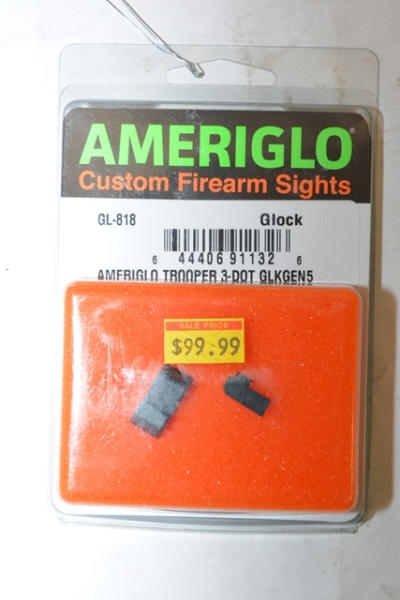 AMERIGLO
Custom Firearm Sights
GL-818 Glock
6 44406 91132 6
AMERIGLO TROOPER 3-DOT GLKGEN5
SALE PRICE
$99.99